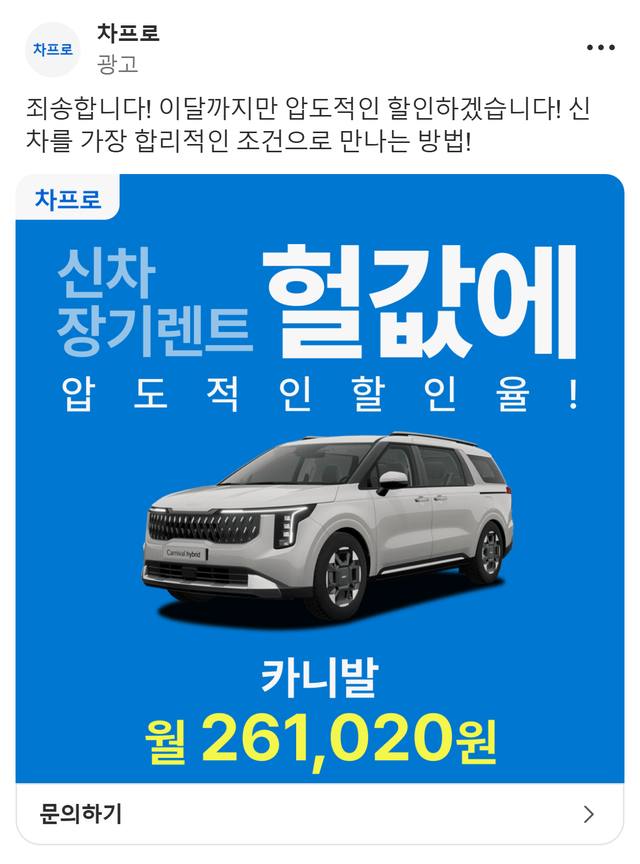 차프로
차프로
광고
죄송합니다! 이달까지만 압도적인 할인하겠습니다! 신
차를 가장 합리적인 조건으로 만나는 방법!
차프로
신차
장기렌트 헐값에
압도적인할인율!
Carnival hybrid
카니발
월 261,020원
문의하기